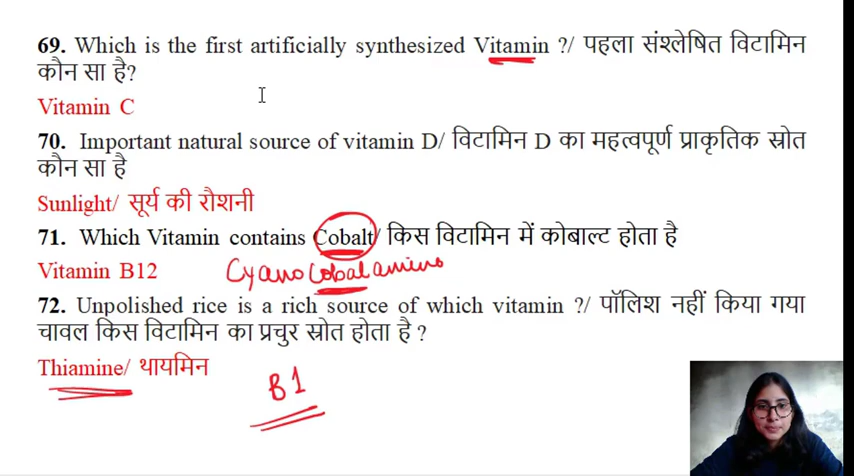 69. Which is the first artificially synthesized Vitamin ?/ पहला संश्लेषित विटामिन
कौन सा है?
Vitamin C
70. Important natural source of vitamin D/ विटामिन D का महत्वपूर्ण प्राकृतिक स्रोत
कौन सा है
Sunlight/ सूर्य की रौशनी
71. Which Vitamin contains Cobalt/ किस विटामिन में कोबाल्ट होता है
Vitamin B12 Cyanocobalamine
72. Unpolished rice is a rich source of which vitamin ?/ पॉलिश नहीं किया गया
चावल किस विटामिन का प्रचुर स्रोत होता है ?
Thiamine/ थायमिन
B1